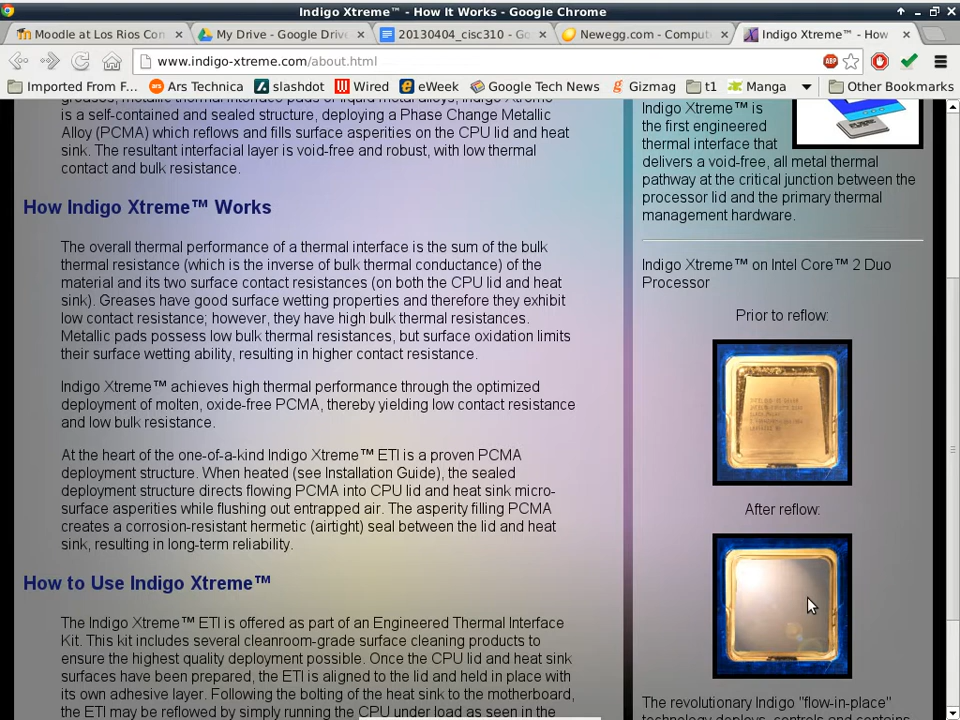 Indigo Xtreme™ - How It Works - Google Chrome
Moodle at Los Rios Con
My Drive - Google Drive
20130404_cisc310 - Go
Newegg.com - Compute
Indigo Xtreme™ - How
www.indigo-xtreme.com/about.html
ABP
Imported From F...
ars
Ars Technica
slashdot
Wired
eWeek
Google Tech News
Gizmag
t1
Manga
Other Bookmarks
is a self-contained and sealed structure, deploying a Phase Change Metallic
Alloy (PCMA) which reflows and fills surface asperities on the CPU lid and heat
sink. The resultant interfacial layer is void-free and robust, with low thermal
contact and bulk resistance.
How Indigo Xtreme™ Works
The overall thermal performance of a thermal interface is the sum of the bulk
thermal resistance (which is the inverse of bulk thermal conductance) of the
material and its two surface contact resistances (on both the CPU lid and heat
sink). Greases have good surface wetting properties and therefore they exhibit
low contact resistance; however, they have high bulk thermal resistances.
Metallic pads possess low bulk thermal resistances, but surface oxidation limits
their surface wetting ability, resulting in higher contact resistance.
Indigo Xtreme™ achieves high thermal performance through the optimized
deployment of molten, oxide-free PCMA, thereby yielding low contact resistance
and low bulk resistance.
At the heart of the one-of-a-kind Indigo Xtreme™ ETI is a proven PCMA
deployment structure. When heated (see Installation Guide), the sealed
deployment structure directs flowing PCMA into CPU lid and heat sink micro-
surface asperities while flushing out entrapped air. The asperity filling PCMA
creates a corrosion-resistant hermetic (airtight) seal between the lid and heat
sink, resulting in long-term reliability.
How to Use Indigo Xtreme™
The Indigo Xtreme™ ETI is offered as part of an Engineered Thermal Interface
Kit. This kit includes several cleanroom-grade surface cleaning products to
ensure the highest quality deployment possible. Once the CPU lid and heat sink
surfaces have been prepared, the ETI is aligned to the lid and held in place with
its own adhesive layer. Following the bolting of the heat sink to the motherboard,
the ETI may be reflowed by simply running the CPU under load as seen in the
Indigo Xtreme™ is
the first engineered
thermal interface that
delivers a void-free, all metal thermal
pathway at the critical junction between the
processor lid and the primary thermal
management hardware.
Indigo Xtreme™ on Intel Core™ 2 Duo
Processor
Prior to reflow:
After reflow:
The revolutionary Indigo "flow-in-place"
technology deploys, controls and contains